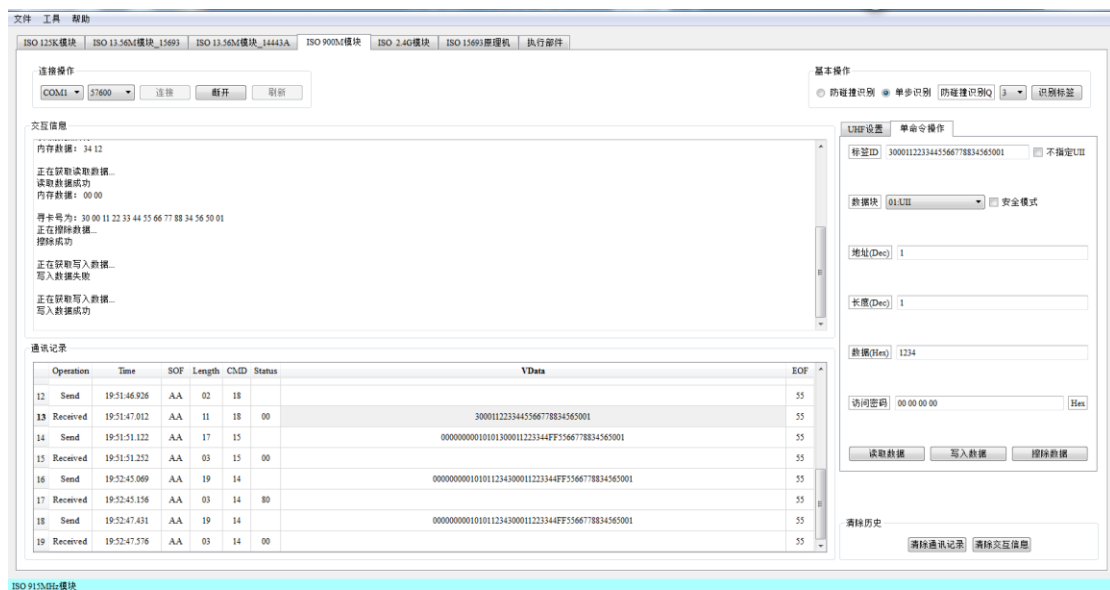 文件 工具 帮助
ISO 125K模块 ISO 13.56M模块_15693 ISO 13.56M模块_14443A ISO 900M模块 ISO 2.4G模块 ISO 15693原理机 执行部件
连接操作
COM1 57600 连接 断开 刷新
基本操作
防碰撞识别 单步识别 防碰撞识别Q 3 识别标签
交互信息
内存数据: 34 12
正在获取读取数据...
读取数据成功
内存数据: 00 00
寻卡号为: 30 00 11 22 33 44 55 66 77 88 34 56 50 01
正在擦除数据...
擦除成功
正在获取写入数据...
写入数据失败
正在获取写入数据...
写入数据成功
UHF设置 单命令操作
标签ID 3000112233445566778834565001 不指定UII
数据块 01:UII 安全模式
地址(Dec) 1
长度(Dec) 1
数据(Hex) 1234
访问密码 00 00 00 00 Hex
读取数据 写入数据 擦除数据
通讯记录
Operation Time SOF Length CMD Status VData EOF
12 Send 19:51:46.926 AA 02 18 55
13 Received 19:51:47.012 AA 11 18 00 3000112233445566778834565001 55
14 Send 19:51:51.122 AA 17 15 00000000010101300011223344FF5566778834565001 55
15 Received 19:51:51.252 AA 03 15 00 55
16 Send 19:52:45.069 AA 19 14 000000000101011234300011223344FF5566778834565001 55
17 Received 19:52:45.156 AA 03 14 80 55
18 Send 19:52:47.431 AA 19 14 000000000101011234300011223344FF5566778834565001 55
19 Received 19:52:47.576 AA 03 14 00 55
清除历史
清除通讯记录 清除交互信息
ISO 915MHz模块